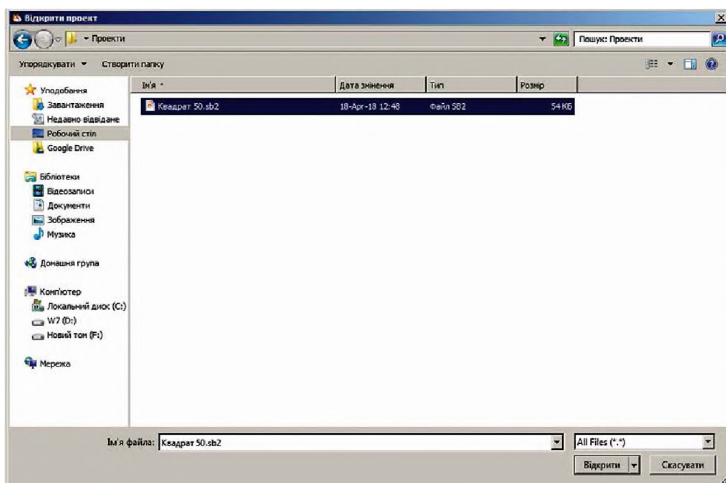 Відкрити проект
Проекти
Пошук: Проекти
Упорядкувати Створити папку
Ім'я Дата змінення Тип Розмір
Квадрат 50.sb2 18-Apr-18 12:48 Файл SB2 54 КБ
Уподобання
Завантаження
Недавно відвідане
Робочий стіл
Google Drive
Бібліотеки
Відеозаписи
Документи
Зображення
Музика
Домашня група
Комп'ютер
Локальний диск (C:)
W7 (D:)
Новий том (F:)
Мережа
Ім'я файла: Квадрат 50.sb2 All Files (*.*)
Відкрити Скасувати